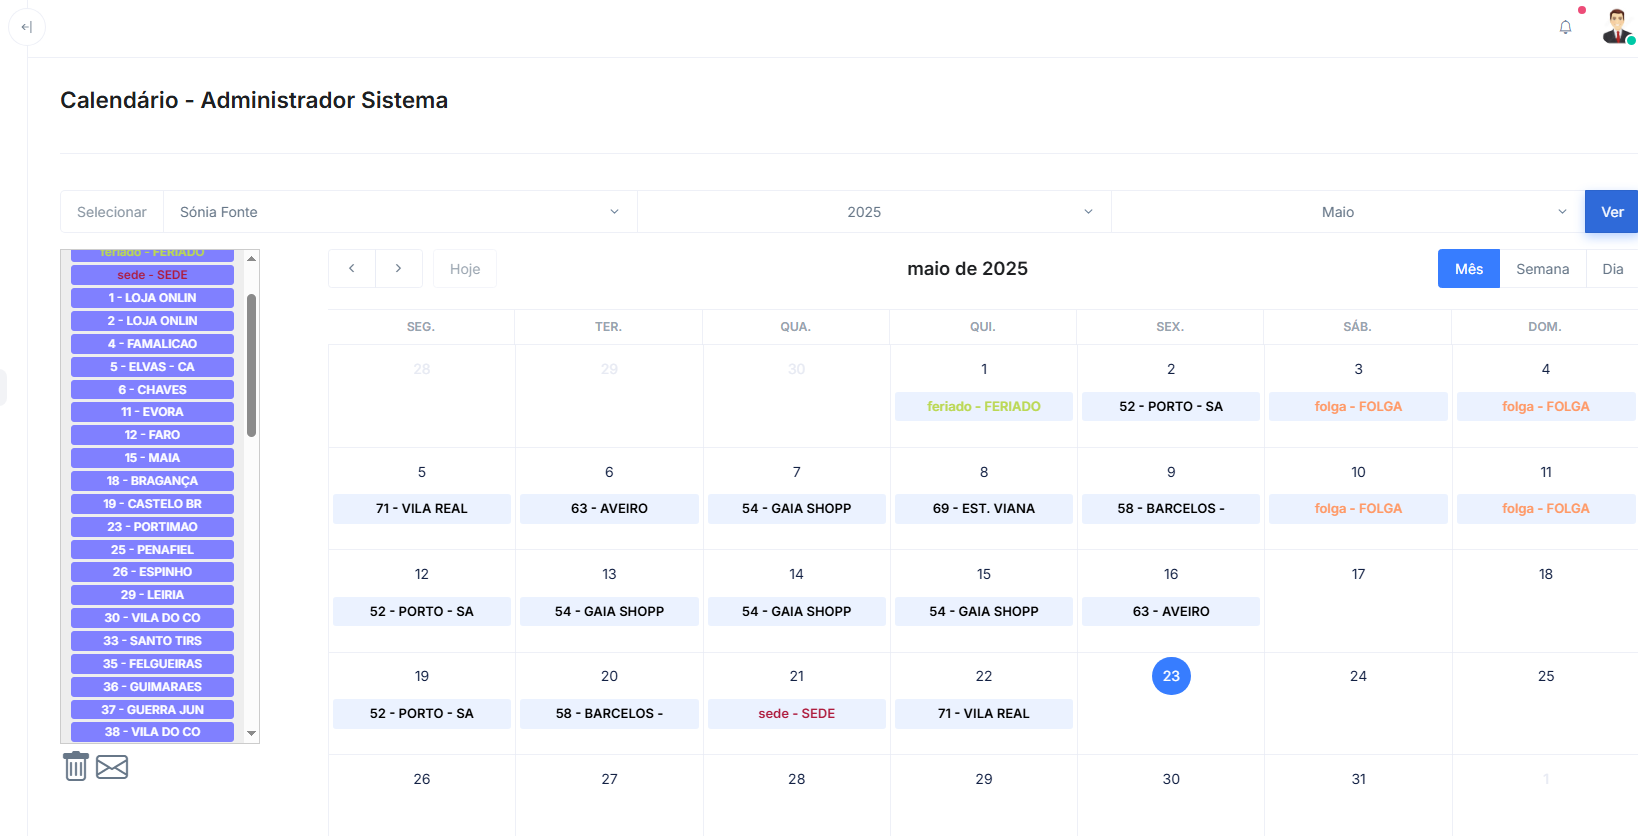 Calendário - Administrador Sistema
Selecionar
Sónia Fonte
2025
Maio
Ver
feriado - FERIADO
sede - SEDE
1 - LOJA ONLIN
2 - LOJA ONLIN
4 - FAMALICAO
5 - ELVAS - CA
6 - CHAVES
11 - EVORA
12 - FARO
15 - MAIA
18 - BRAGANÇA
19 - CASTELO BR
23 - PORTIMAO
25 - PENAFIEL
26 - ESPINHO
29 - LEIRIA
30 - VILA DO CO
33 - SANTO TIRS
35 - FELGUEIRAS
36 - GUIMARAES
37 - GUERRA JUN
38 - VILA DO CO
Hoje
maio de 2025
Mês
Semana
Dia
SEG. TER. QUA. QUI. SEX. SÁB. DOM.
28 29 30 1 2 3 4
feriado - FERIADO 52 - PORTO - SA folga - FOLGA folga - FOLGA
5 6 7 8 9 10 11
71 - VILA REAL 63 - AVEIRO 54 - GAIA SHOPP 69 - EST. VIANA 58 - BARCELOS - folga - FOLGA folga - FOLGA
12 13 14 15 16 17 18
52 - PORTO - SA 54 - GAIA SHOPP 54 - GAIA SHOPP 54 - GAIA SHOPP 63 - AVEIRO
19 20 21 22 23 24 25
52 - PORTO - SA 58 - BARCELOS - sede - SEDE 71 - VILA REAL
26 27 28 29 30 31 1